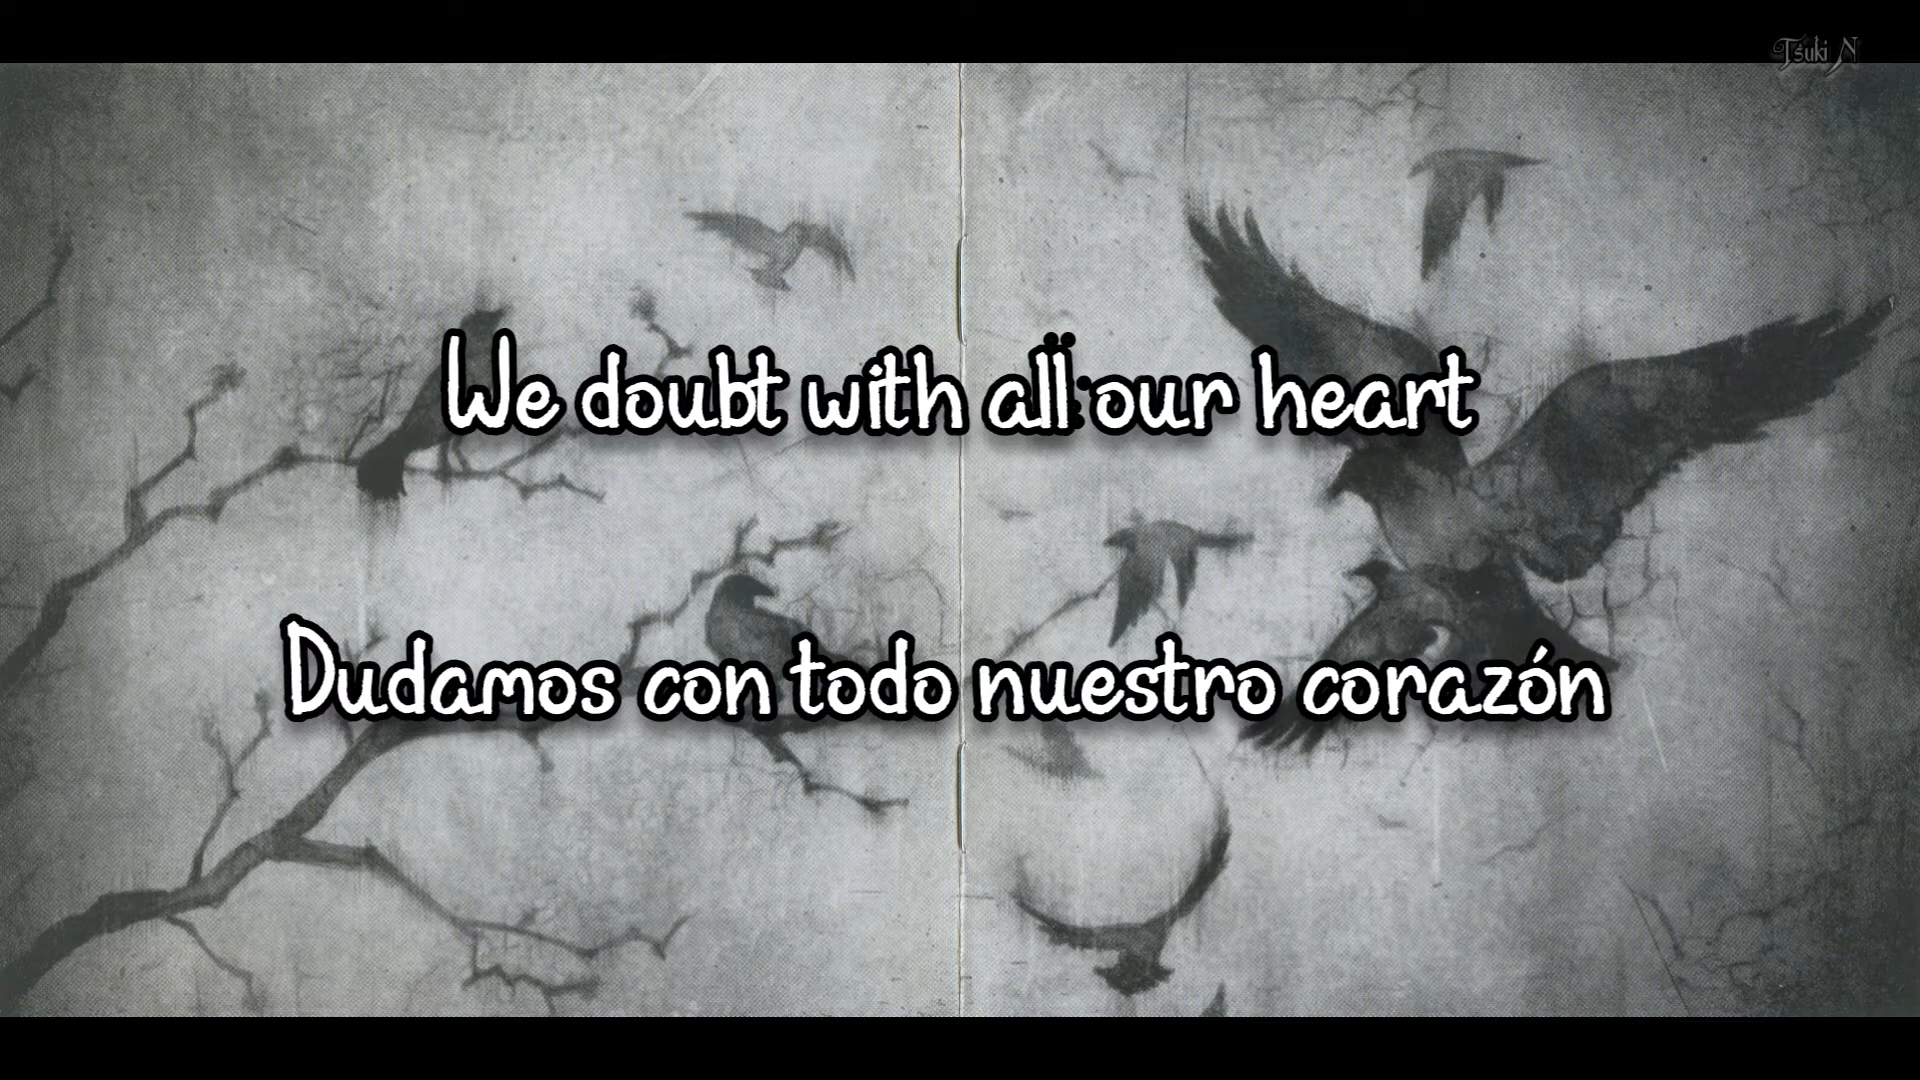 Tsuki N
We doubt with all our heart
Dudamos con todo nuestro corazón